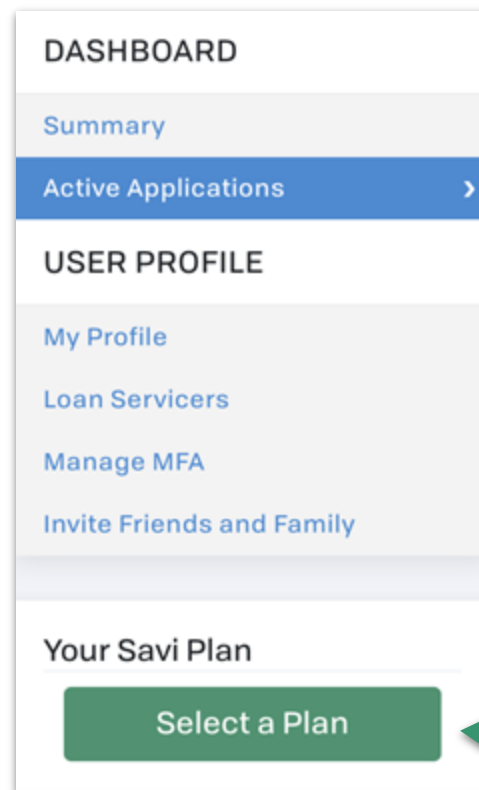 DASHBOARD
Summary
Active Applications
USER PROFILE
My Profile
Loan Servicers
Manage MFA
Invite Friends and Family
Your Savi Plan
Select a Plan